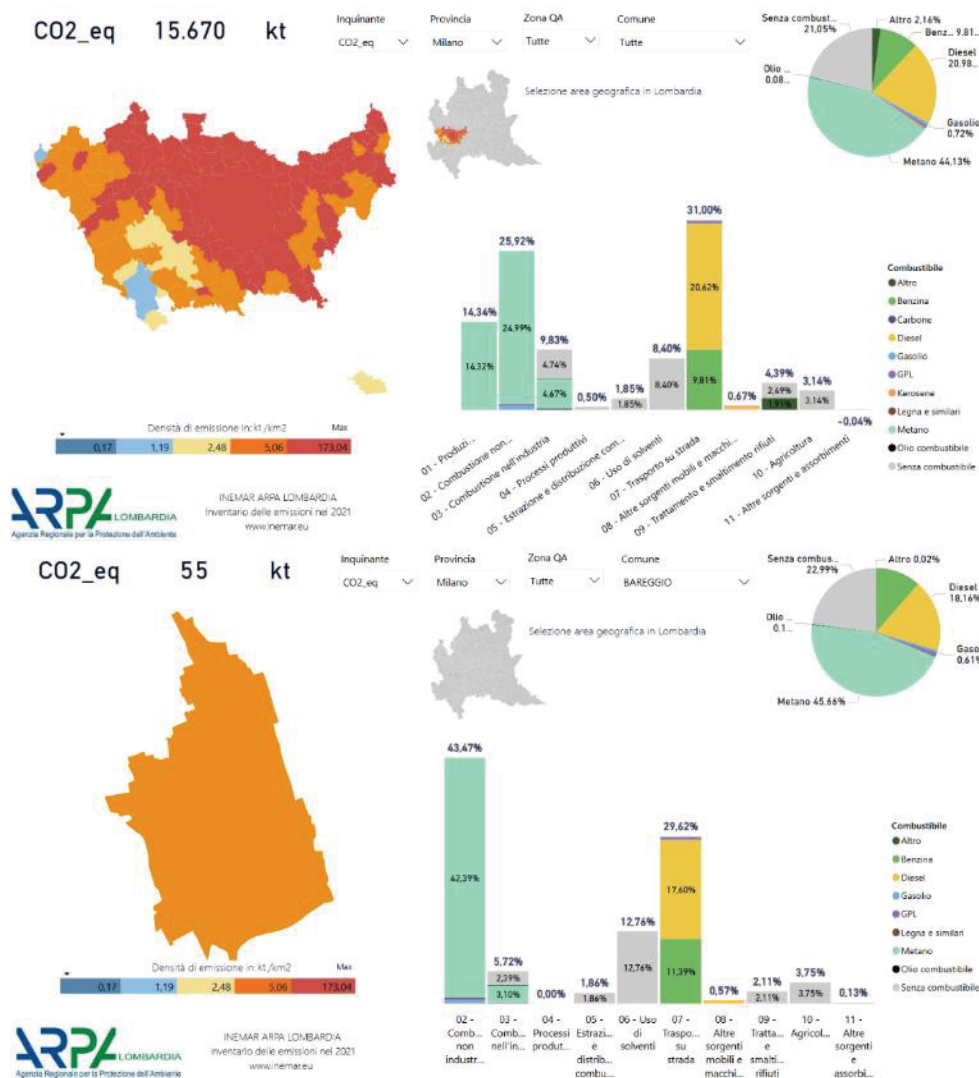 CO2_eq 15.670 kt
Inquinante Provincia Zona QA Comune
CO2_eq Milano Tutte Tutte
Selezione area geografica in Lombardia
Senza combust...
21,05%
Altro 2,16%
Benz... 9,81...
Diesel
20,98...
Olio ...
0,08...
Gasolio
0,72%
Metano 44,13%
14,34%
14,32%
25,92%
24,99%
9,83%
4,74%
4,67%
0,50%
1,85%
1,85%
8,40%
8,40%
31,00%
20,62%
9,81%
0,67%
4,39%
2,49%
1,91%
3,14%
3,14%
-0,04%
01 - Produzi...
02 - Combustione non...
03 - Combustione nell'industria
04 - Processi produttivi
05 - Estrazione e distribuzione com...
06 - Uso di solventi
07 - Trasporto su strada
08 - Altre sorgenti mobili e macchi...
09 - Trattamento e smaltimento rifiuti
10 - Agricoltura
11 - Altre sorgenti e assorbimenti
Combustibile
Altro
Benzina
Carbone
Diesel
Gasolio
GPL
Kerosene
Legna e similari
Metano
Olio combustibile
Senza combustibile
Densità di emissione in: kt /km2 Max
0,17 1,19 2,48 5,06 173,04
ARPA LOMBARDIA
Agenzia Regionale per la Protezione dell'Ambiente
INEMAR ARPA LOMBARDIA
Inventario delle emissioni nel 2021
www.inemar.eu
CO2_eq 55 kt
Inquinante Provincia Zona QA Comune
CO2_eq Milano Tutte BAREGGIO
Selezione area geografica in Lombardia
Senza combus...
22,99%
Altro 0,02%
Diesel
18,16%
Olio ...
0,1...
Gasol...
0,61%
Metano 45,66%
43,47%
42,39%
5,72%
2,39%
3,10%
0,00%
1,86%
1,86%
12,76%
12,76%
29,62%
17,60%
11,39%
0,57%
2,11%
2,11%
3,75%
3,75%
0,13%
02 -
Comb...
non
industr...
03 -
Comb...
nell'in...
04 -
Processi
produt...
05 -
Estrazi...
e
distrib...
combu...
06 - Uso
di
solventi
07 -
Traspo...
su
strada
08 -
Altre
sorgenti
mobili e
macchi...
09 -
Tratta...
e
smalti...
rifiuti
10 -
Agricol...
11 -
Altre
sorgenti
e
assorbi...
Combustibile
Altro
Benzina
Diesel
Gasolio
GPL
Legna e similari
Metano
Olio combustibile
Senza combustibile
Densità di emissione in: kt /km2 Max
0,17 1,19 2,48 5,06 173,04
ARPA LOMBARDIA
Agenzia Regionale per la Protezione dell'Ambiente
INEMAR ARPA LOMBARDIA
Inventario delle emissioni nel 2021
www.inemar.eu